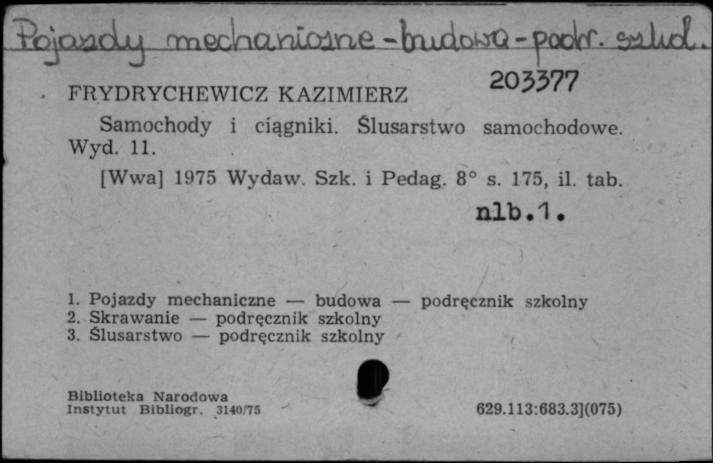 Pojazdy mechaniczne - budowa - podr. szkol.
203377
FRYDRYCHEWICZ KAZIMIERZ
Samochody i ciągniki. Ślusarstwo samochodowe.
Wyd. 11.
[Wwa] 1975 Wydaw. Szk. i Pedag. 8° s. 175, il. tab.
nlb.1.
1. Pojazdy mechaniczne — budowa — podręcznik szkolny
2. Skrawanie — podręcznik szkolny
3. Ślusarstwo — podręcznik szkolny
Biblioteka Narodowa
Instytut Bibliogr. 3140/75
629.113:683.3](075)